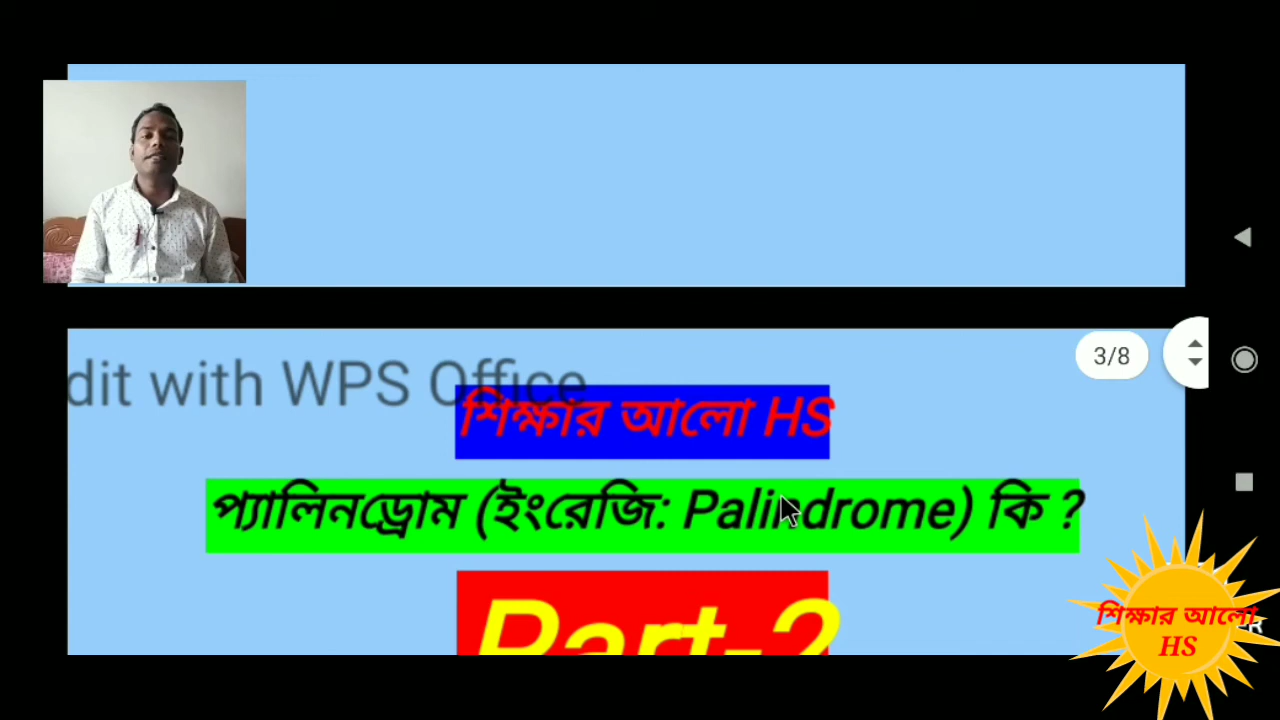 3/8
dit with WPS Office
শিক্ষার আলো HS
প্যালিনড্রোম (ইংরেজি: Palindrome) কি ?
Part-2
শিক্ষার আলো
HS